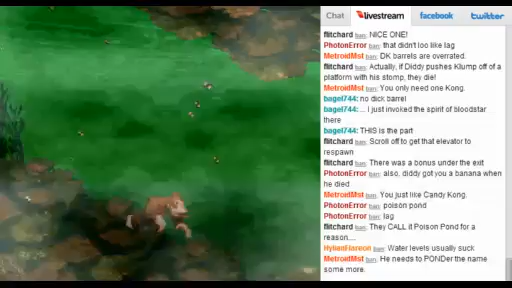 Chat livestream facebook twitter
flitchard ban: NICE ONE!
PhotonError ban: that didn't loo like lag
MetroidMst ban: DK barrels are overrated.
flitchard ban: Actually, if Diddy pushes Klump off of a
platform with his stomp, they die!
MetroidMst ban: You only need one Kong.
bagel744: no dick barrel
bagel744: ... I just invoked the spirit of bloodstar
there
bagel744: THIS is the part
flitchard ban: Scroll off to get that elevator to
respawn
flitchard ban: There was a bonus under the exit
PhotonError ban: also, diddy got you a banana when
he died
MetroidMst ban: You just like Candy Kong.
PhotonError ban: poison pond
PhotonError ban: lag
flitchard ban: They CALL it Poison Pond for a
reason....
HylianHareon ban: Water levels usually suck
MetroidMst ban: He needs to PONDer the name
some more.